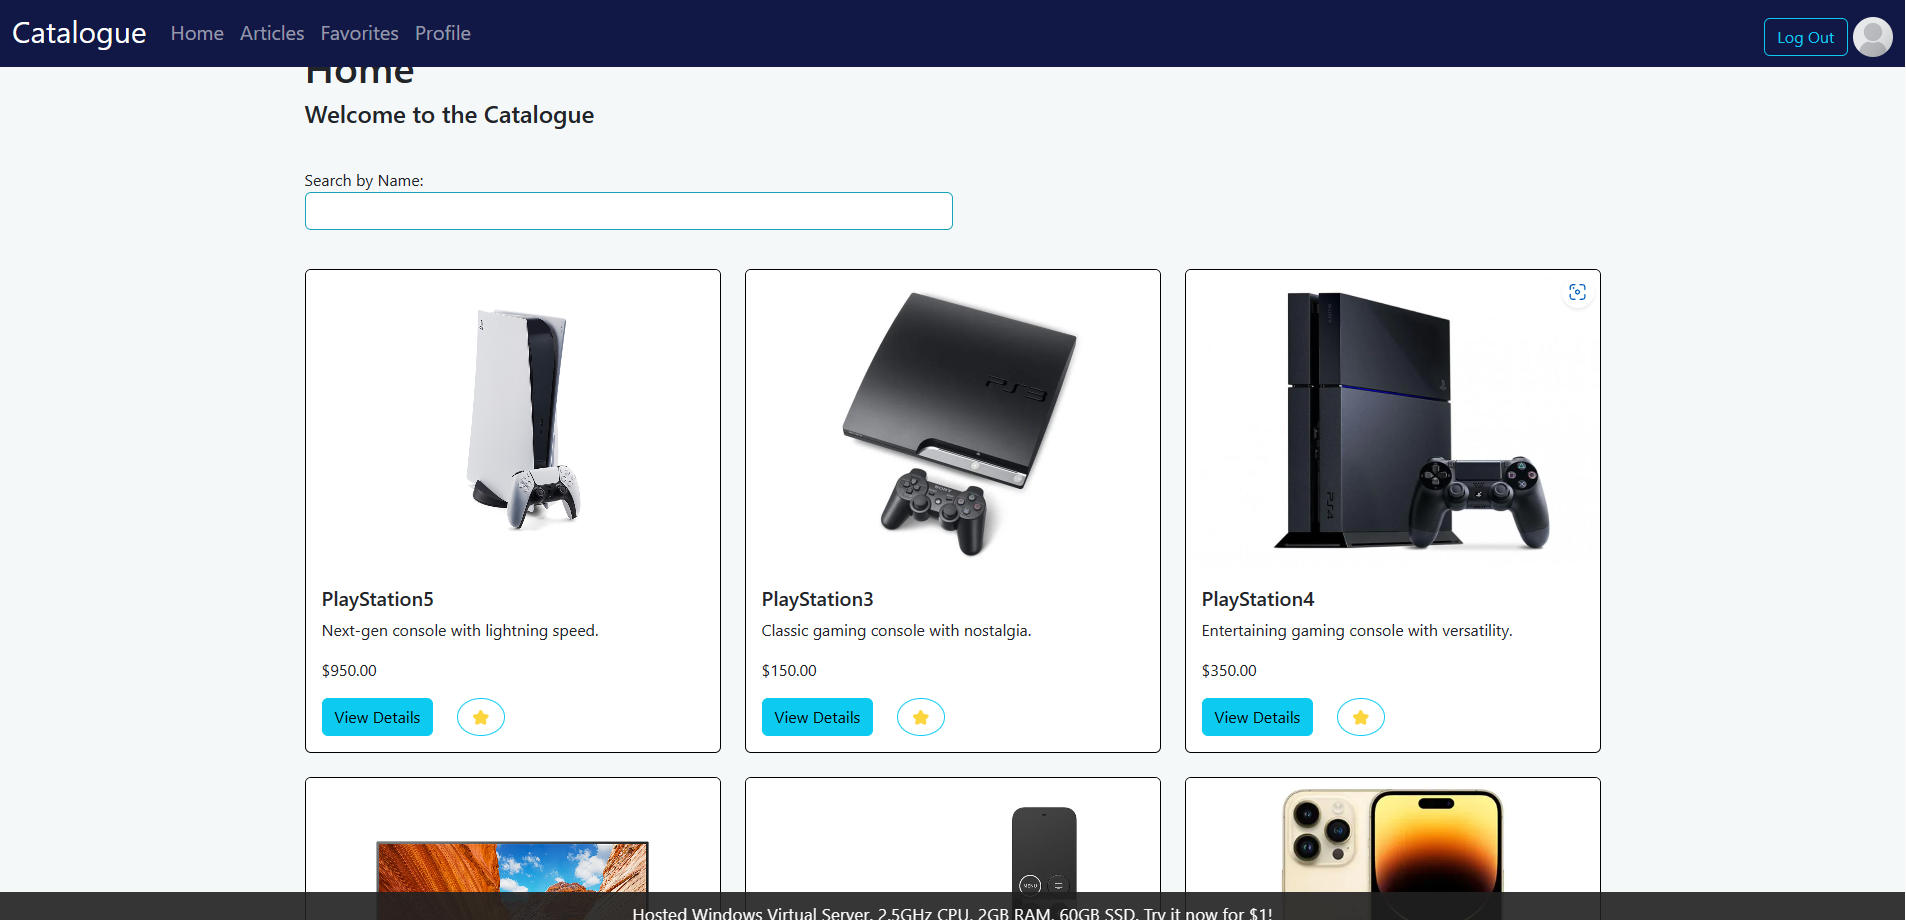 Catalogue Home Articles Favorites Profile Log Out
Home
Welcome to the Catalogue
Search by Name:
PS3
SONY
PS4
PlayStation5
Next-gen console with lightning speed.
$950.00
View Details
PlayStation3
Classic gaming console with nostalgia.
$150.00
View Details
PlayStation4
Entertaining gaming console with versatility.
$350.00
View Details
MENU
Hosted Windows Virtual Server. 2.5GHz CPU, 2GB RAM, 60GB SSD. Try it now for $1!